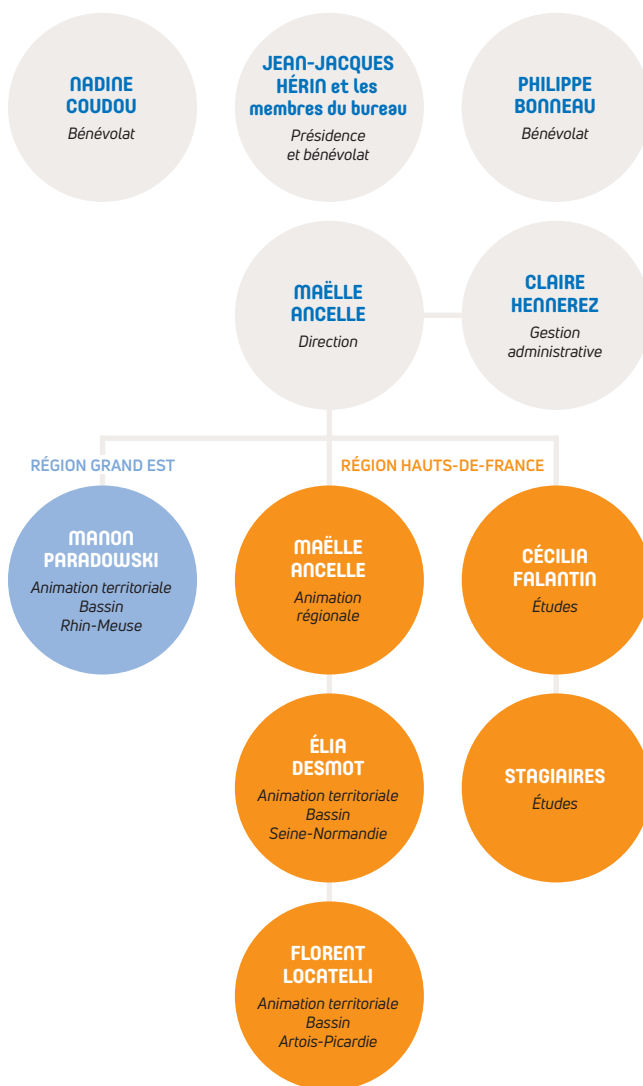 NADINE
COUDOU
Bénévolat
JEAN-JACQUES
HÉRIN et les
membres du bureau
Présidence
et bénévolat
PHILIPPE
BONNEAU
Bénévolat
MAËLLE
ANCELLE
Direction
CLAIRE
HENNEREZ
Gestion
administrative
RÉGION GRAND EST
RÉGION HAUTS-DE-FRANCE
MANON
PARADOWSKI
Animation territoriale
Bassin
Rhin-Meuse
MAËLLE
ANCELLE
Animation
régionale
CÉCILIA
FALANTIN
Études
ÉLIA
DESMOT
Animation territoriale
Bassin
Seine-Normandie
STAGIAIRES
Études
FLORENT
LOCATELLI
Animation territoriale
Bassin
Artois-Picardie